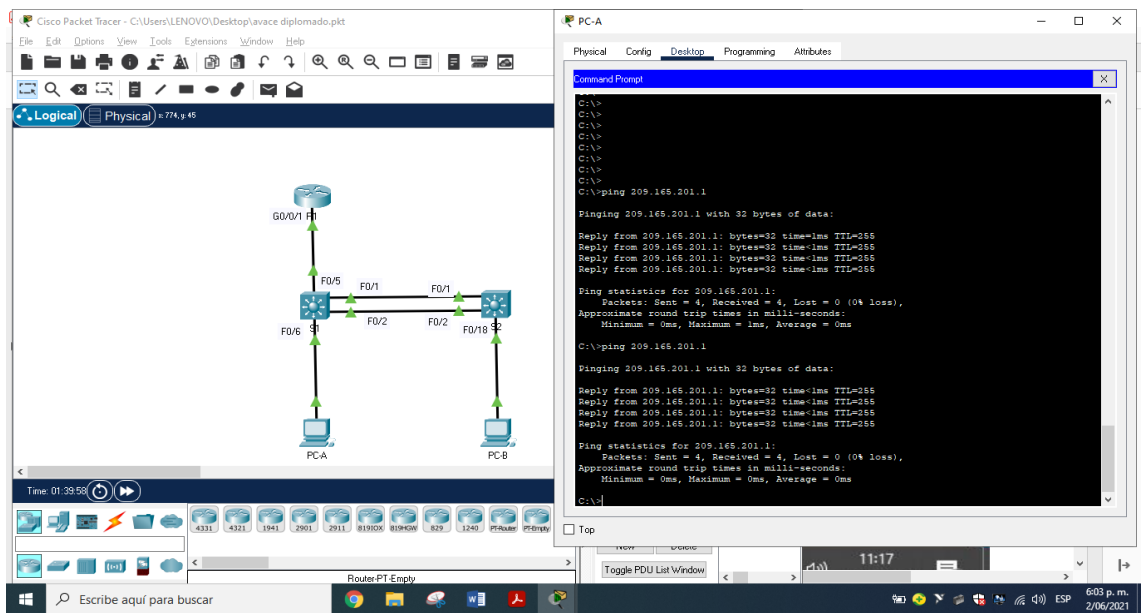 Cisco Packet Tracer - C:\Users\LENOVO\Desktop\avace diplomado.pkt
File Edit Options View Tools Extensions Window Help
Logical Physical x: 774, y: 45
G0/0/1 R1
F0/5
F0/1
F0/1
F0/2
F0/2
F0/6
S1
F0/18
S2
PC-A
PC-B
Time: 01:39:58
4331 4321 1941 2901 2911 819IOX 819HGW 829 1240 PT-Router PT-Empty
Router-PT-Empty
PC-A
Physical Config Desktop Programming Attributes
Command Prompt
X
C:\>
C:\>
C:\>
C:\>
C:\>
C:\>
C:\>
C:\>
C:\>ping 209.165.201.1
Pinging 209.165.201.1 with 32 bytes of data:
Reply from 209.165.201.1: bytes=32 time=1ms TTL=255
Reply from 209.165.201.1: bytes=32 time<1ms TTL=255
Reply from 209.165.201.1: bytes=32 time<1ms TTL=255
Reply from 209.165.201.1: bytes=32 time<1ms TTL=255
Ping statistics for 209.165.201.1:
Packets: Sent = 4, Received = 4, Lost = 0 (0% loss),
Approximate round trip times in milli-seconds:
Minimum = 0ms, Maximum = 1ms, Average = 0ms
C:\>ping 209.165.201.1
Pinging 209.165.201.1 with 32 bytes of data:
Reply from 209.165.201.1: bytes=32 time<1ms TTL=255
Reply from 209.165.201.1: bytes=32 time<1ms TTL=255
Reply from 209.165.201.1: bytes=32 time<1ms TTL=255
Reply from 209.165.201.1: bytes=32 time<1ms TTL=255
Ping statistics for 209.165.201.1:
Packets: Sent = 4, Received = 4, Lost = 0 (0% loss),
Approximate round trip times in milli-seconds:
Minimum = 0ms, Maximum = 0ms, Average = 0ms
C:\>
Top
New Delete
Toggle PDU List Window
11:17
Escribe aquí para buscar
ESP
6:03 p. m.
2/06/2021